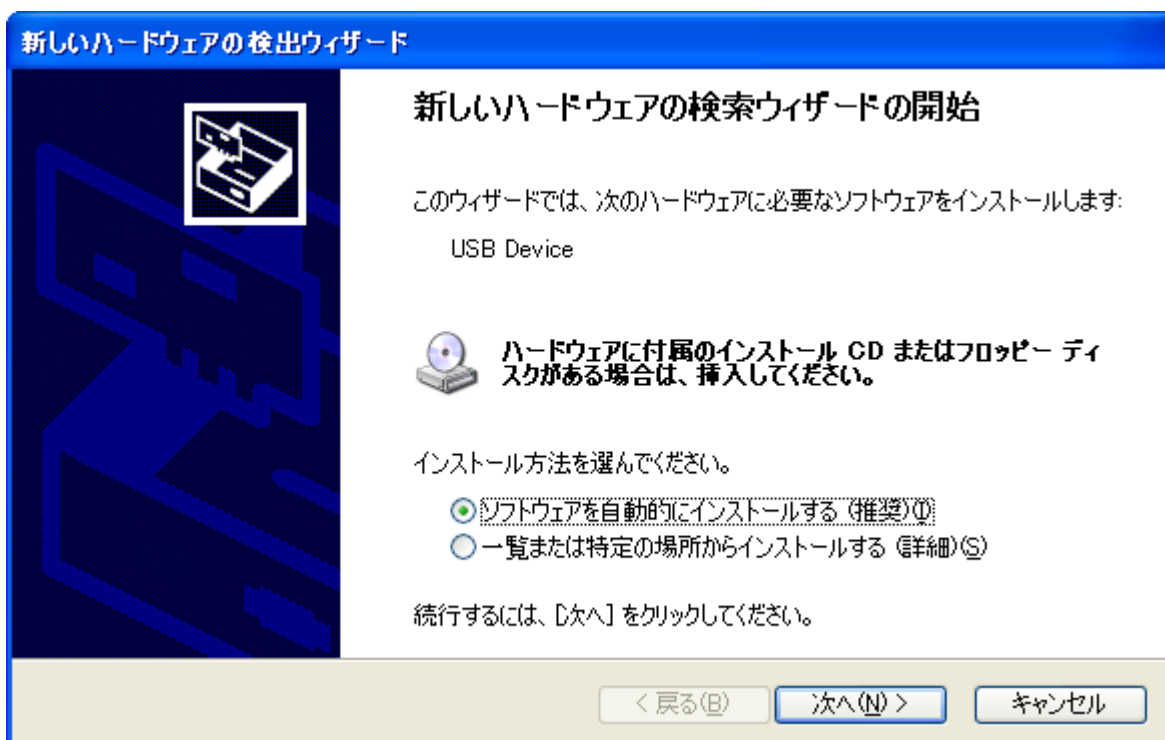 新しいハードウェアの検出ウィザード
新しいハードウェアの検索ウィザードの開始
このウィザードでは、次のハードウェアに必要なソフトウェアをインストールします:
USB Device
ハードウェアに付属のインストール CD またはフロッピー ディ
スクがある場合は、挿入してください。
インストール方法を選んでください。
ソフトウェアを自動的にインストールする (推奨)(I)
一覧または特定の場所からインストールする (詳細)(S)
続行するには、[次へ] をクリックしてください。
< 戻る(B) 次へ(N) > キャンセル